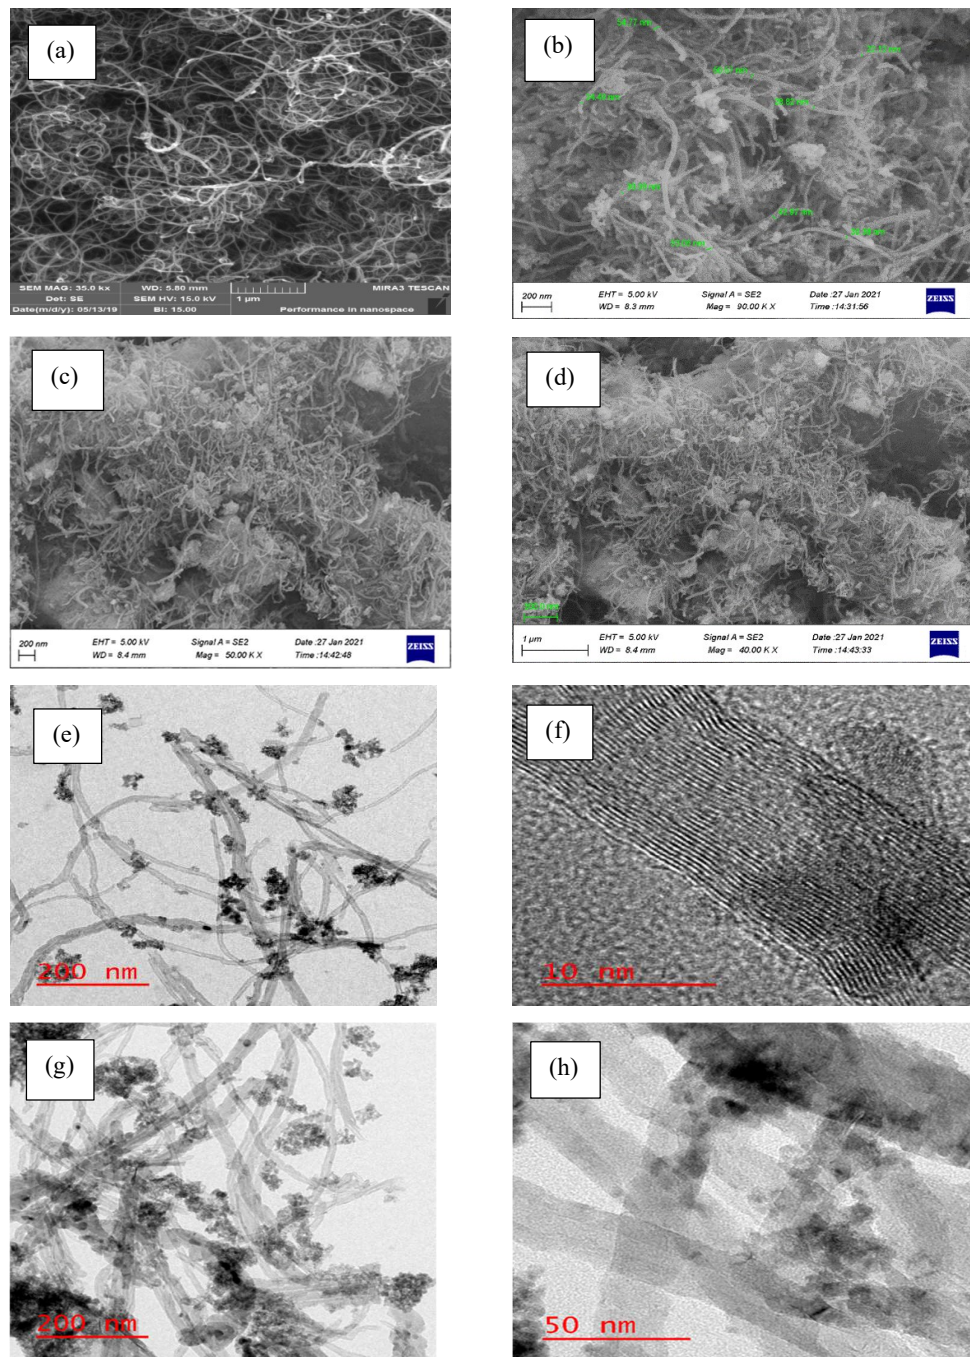 (a)
SEM MAG: 35.0 kx WD: 5.80 mm MIRA3 TESCAN
Det: SE SEM HV: 15.0 kV 1 µm
Date(m/d/y): 05/13/19 BI: 15.00 Performance in nanospace
(b)
200 nm EHT = 5.00 kV Signal A = SE2 Date :27 Jan 2021 ZEISS
WD = 8.3 mm Mag = 90.00 K X Time :14:31:56
(c)
200 nm EHT = 5.00 kV Signal A = SE2 Date :27 Jan 2021 ZEISS
WD = 8.4 mm Mag = 50.00 K X Time :14:42:48
(d)
1 µm EHT = 5.00 kV Signal A = SE2 Date :27 Jan 2021 ZEISS
WD = 8.4 mm Mag = 40.00 K X Time :14:43:33
(e)
200 nm
(f)
10 nm
(g)
200 nm
(h)
50 nm